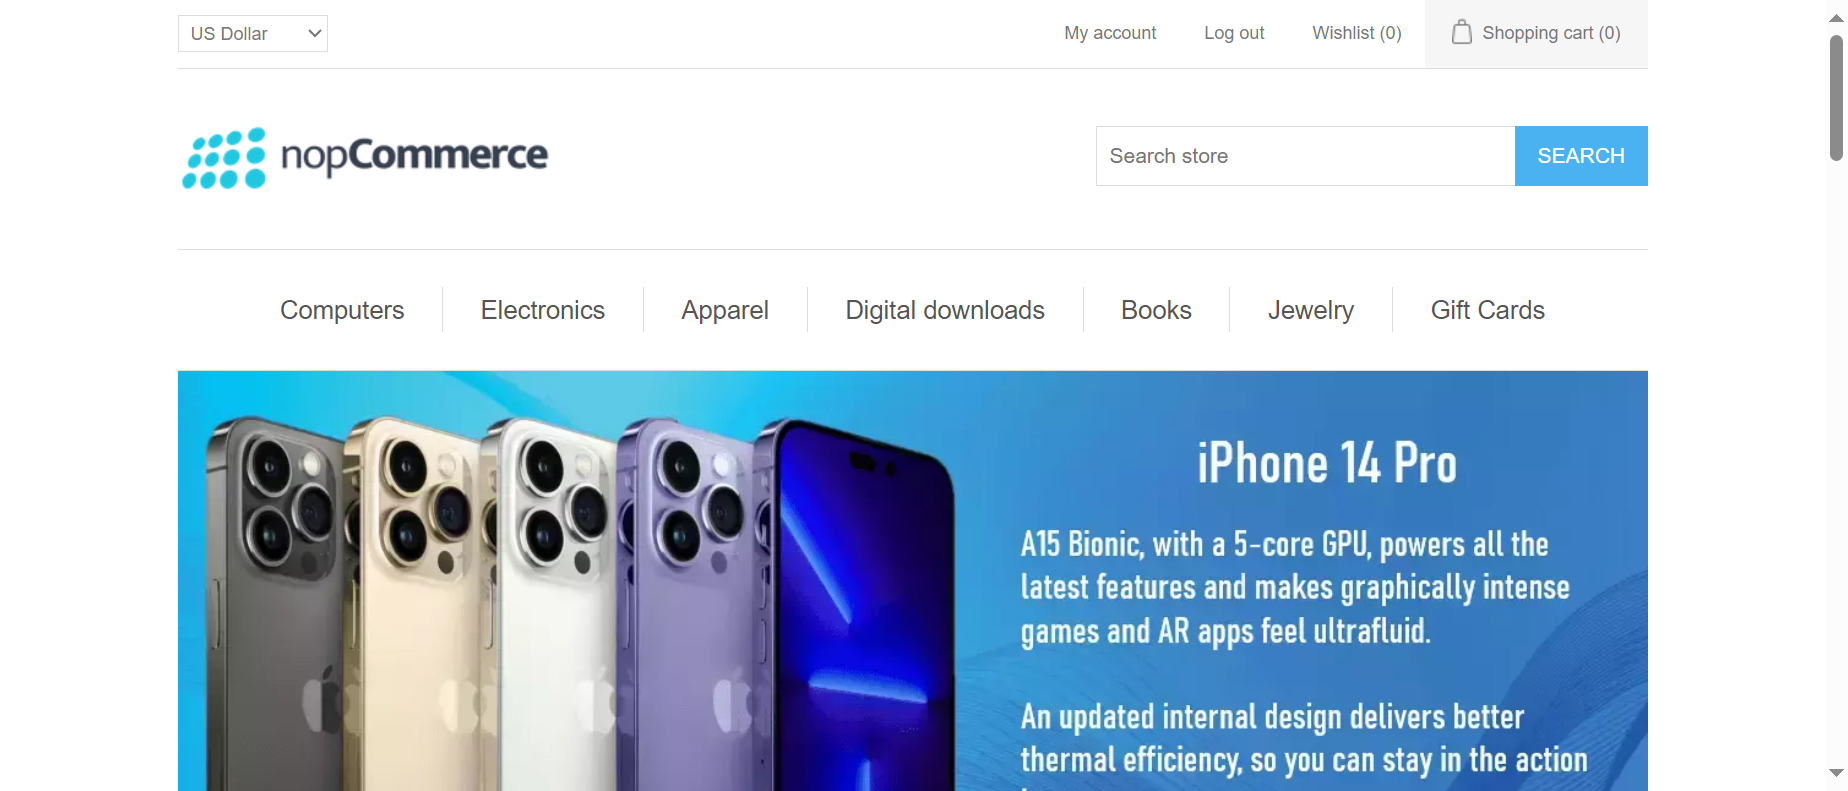 US Dollar
My account
Log out
Wishlist (0)
Shopping cart (0)
nopCommerce
Search store
SEARCH
Computers
Electronics
Apparel
Digital downloads
Books
Jewelry
Gift Cards
iPhone 14 Pro
A15 Bionic, with a 5-core GPU, powers all the
latest features and makes graphically intense
games and AR apps feel ultrafluid.
An updated internal design delivers better
thermal efficiency, so you can stay in the action